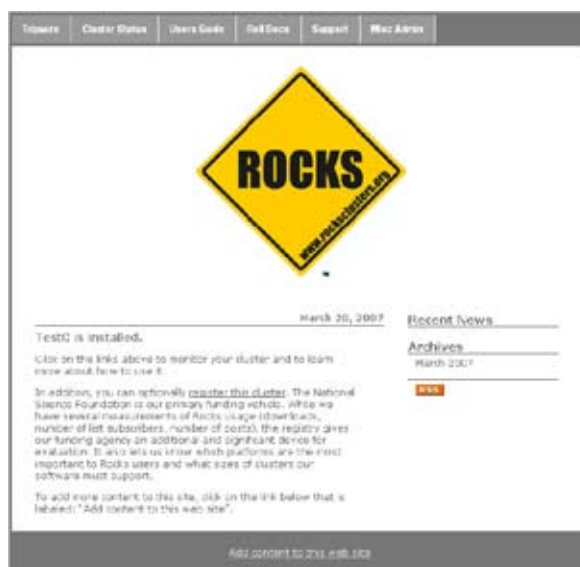 Tripwire Cluster Status Users Guide Roll Docs Support Misc Admin
ROCKS
www.rocksclusters.org
March 20, 2007
is installed.
Click on the links above to monitor your cluster and to learn
more about how to use it.
In addition, you can optionally register this cluster. The National
Science Foundation is our primary funding vehicle. While we
have several measurements of Rocks usage (downloads,
number of list subscribers, number of posts), the registry gives
our funding agency an additional and significant device for
evaluation. It also lets us know which platforms are the most
important to Rocks users and what sizes of clusters our
software must support.
To add more content to this site, click on the link below that is
labeled: "Add content to this web site".
Recent News
Archives
March 2007
RSS
Add content to this web site